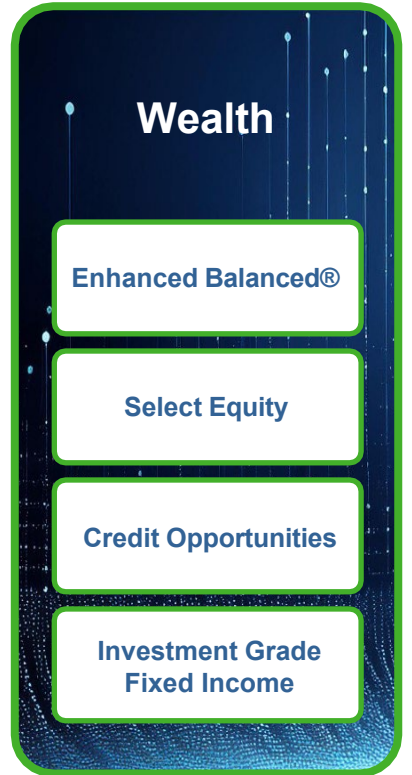 Wealth
Enhanced Balanced®
Select Equity
Credit Opportunities
Investment Grade
Fixed Income